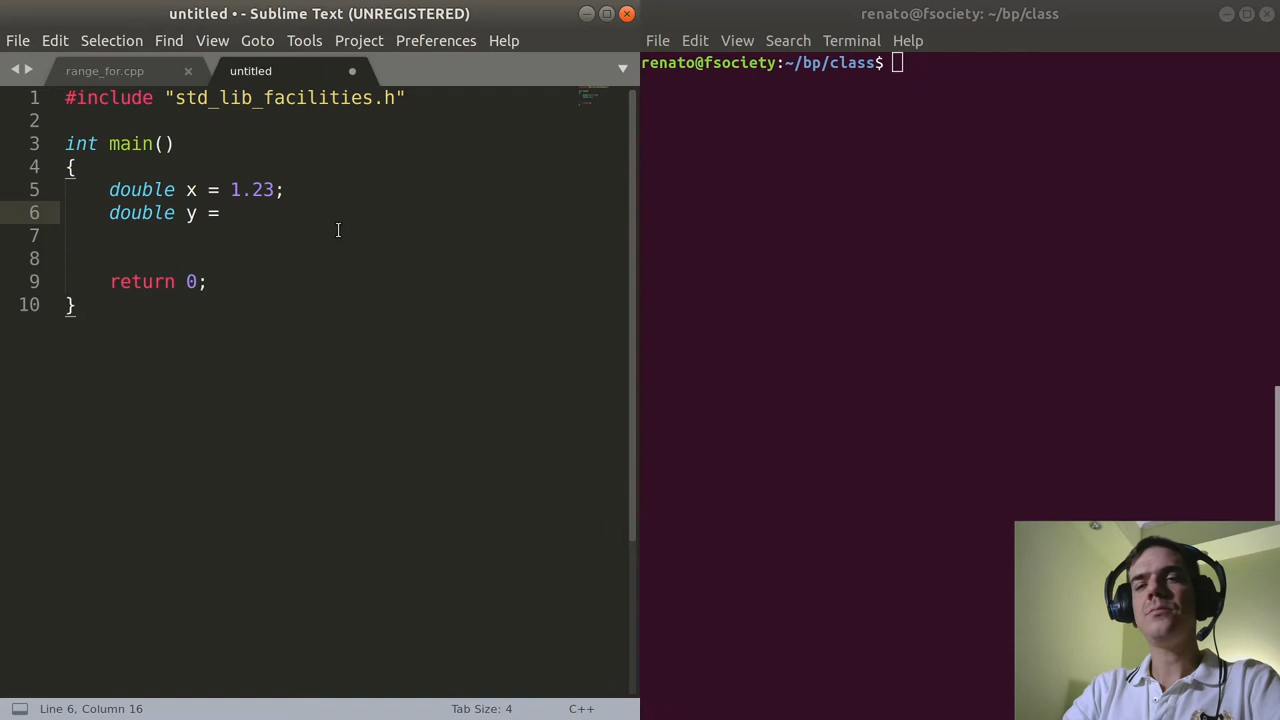 untitled • - Sublime Text (UNREGISTERED)
File Edit Selection Find View Goto Tools Project Preferences Help
range_for.cpp × untitled
1 #include "std_lib_facilities.h"
2
3 int main()
4 {
5     double x = 1.23;
6     double y =
7
8
9     return 0;
10 }
Line 6, Column 16 Tab Size: 4 C++
renato@fsociety: ~/bp/class
File Edit View Search Terminal Help
renato@fsociety:~/bp/class$